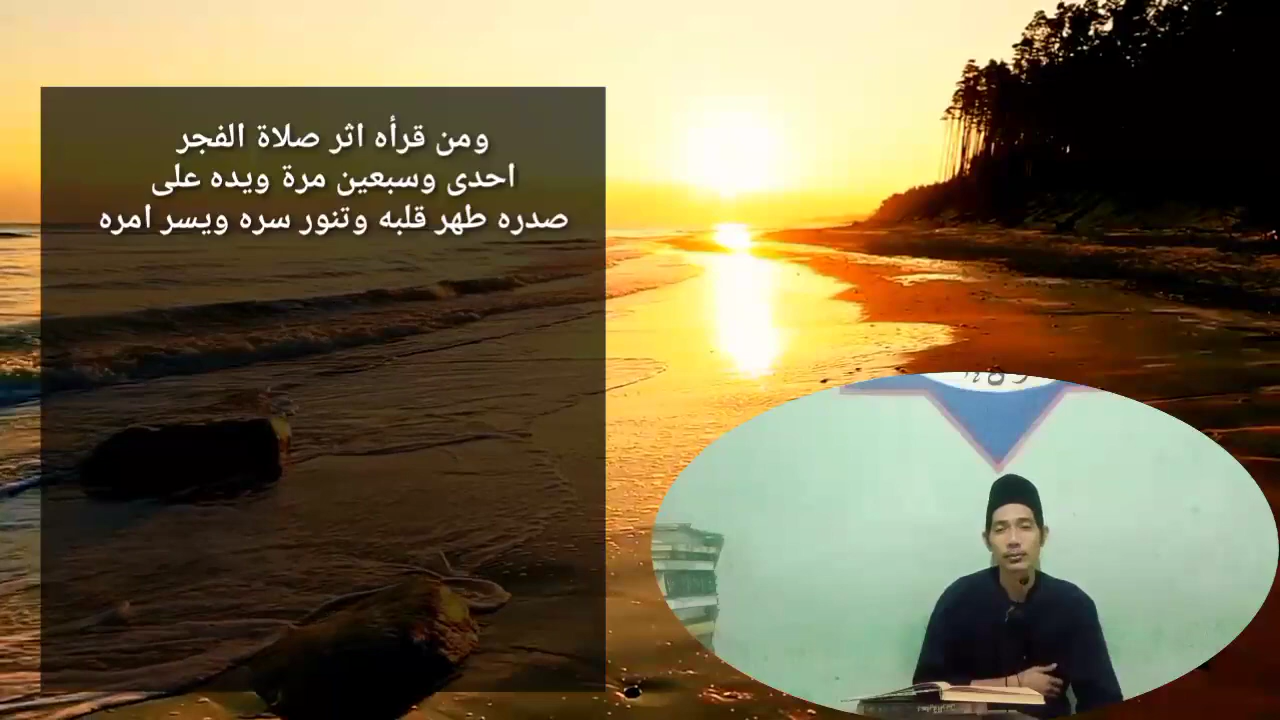 ومن قرأه اثر صلاة الفجر
احدى وسبعين مرة ويده على
صدره طهر قلبه وتنور سره ويسر امره